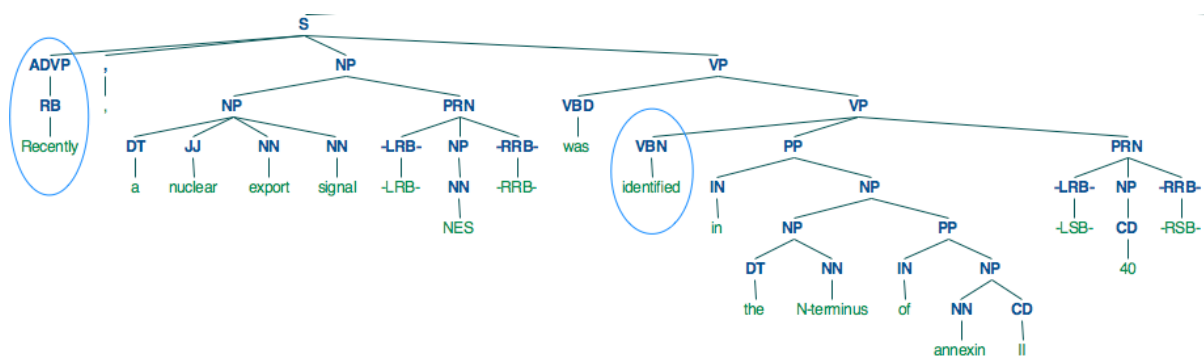 S
ADVP , NP VP
RB , NP PRN VBD VP
Recently DT JJ NN NN -LRB- NP -RRB- was VBN PP PRN
a nuclear export signal -LRB- NN -RRB- identified IN NP -LRB- NP -RRB-
NES in NP PP -LSB- CD -RSB-
DT NN IN NP 40
the N-terminus of NN CD
annexin II